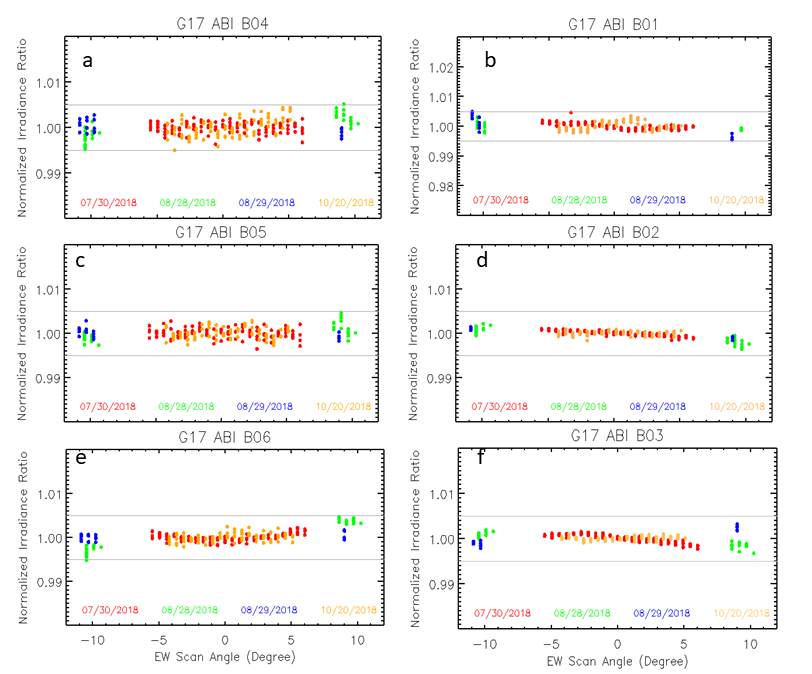 G17 ABI B04
G17 ABI B01
a
b
Normalized Irradiance Ratio
1.01
1.00
0.99
07/30/2018 08/28/2018 08/29/2018 10/20/2018
Normalized Irradiance Ratio
1.02
1.01
1.00
0.99
0.98
07/30/2018 08/28/2018 08/29/2018 10/20/2018
G17 ABI B05
G17 ABI B02
c
d
Normalized Irradiance Ratio
1.01
1.00
0.99
07/30/2018 08/28/2018 08/29/2018 10/20/2018
Normalized Irradiance Ratio
1.01
1.00
0.99
07/30/2018 08/28/2018 08/29/2018 10/20/2018
G17 ABI B06
G17 ABI B03
e
f
Normalized Irradiance Ratio
1.01
1.00
0.99
07/30/2018 08/28/2018 08/29/2018 10/20/2018
-10 -5 0 5 10
EW Scan Angle (Degree)
Normalized Irradiance Ratio
1.01
1.00
0.99
07/30/2018 08/28/2018 08/29/2018 10/20/2018
-10 -5 0 5 10
EW Scan Angle (Degree)